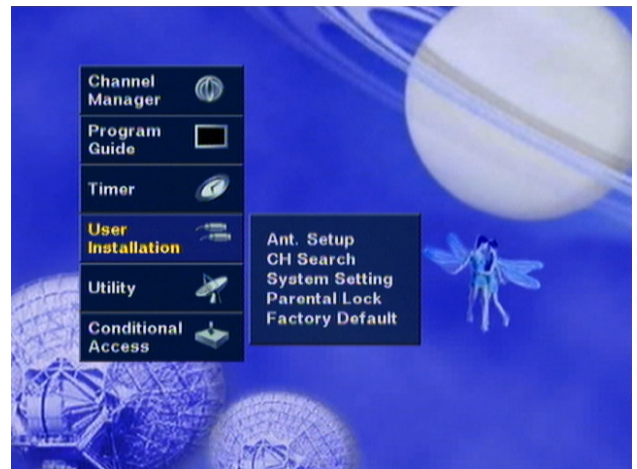 Channel
Manager
Program
Guide
Timer
User
Installation
Utility
Conditional
Access
Ant. Setup
CH Search
System Setting
Parental Lock
Factory Default